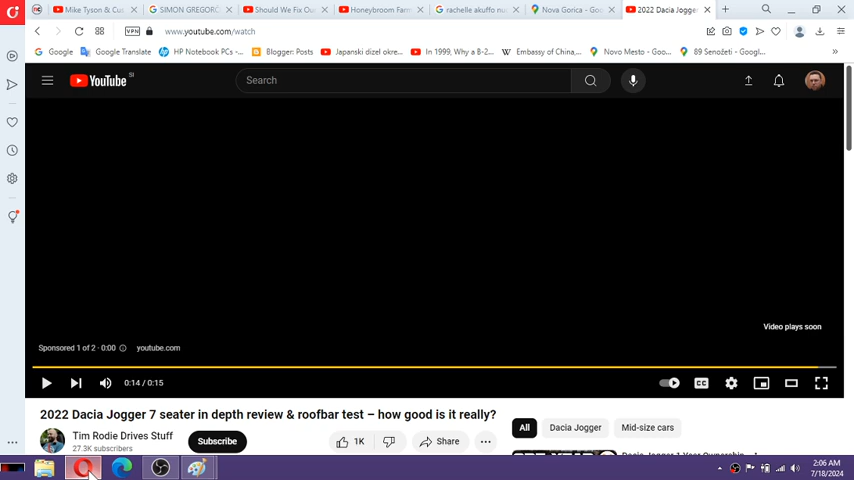 Mike Tyson & Cu
SIMON GREGORC
Should We Fix Ou
Honeybroom Farm
rachelle akuffo nu
Nova Gorica - Go
2022 Dacia Jogge
VPN
www.youtube.com/watch
Google
Google Translate
HP Notebook PCs -...
Blogger: Posts
Japanski dizel okre...
In 1999, Why a B-2...
Embassy of China,...
Novo Mesto - Goo...
89 Senožeti - Googl...
YouTube SI
Search
Video plays soon
Sponsored 1 of 2 · 0:00
youtube.com
0:14 / 0:15
CC
2022 Dacia Jogger 7 seater in depth review & roofbar test – how good is it really?
Tim Rodie Drives Stuff
27.3K subscribers
Subscribe
1K
Share
All
Dacia Jogger
Mid-size cars
2:06 AM
7/18/2024